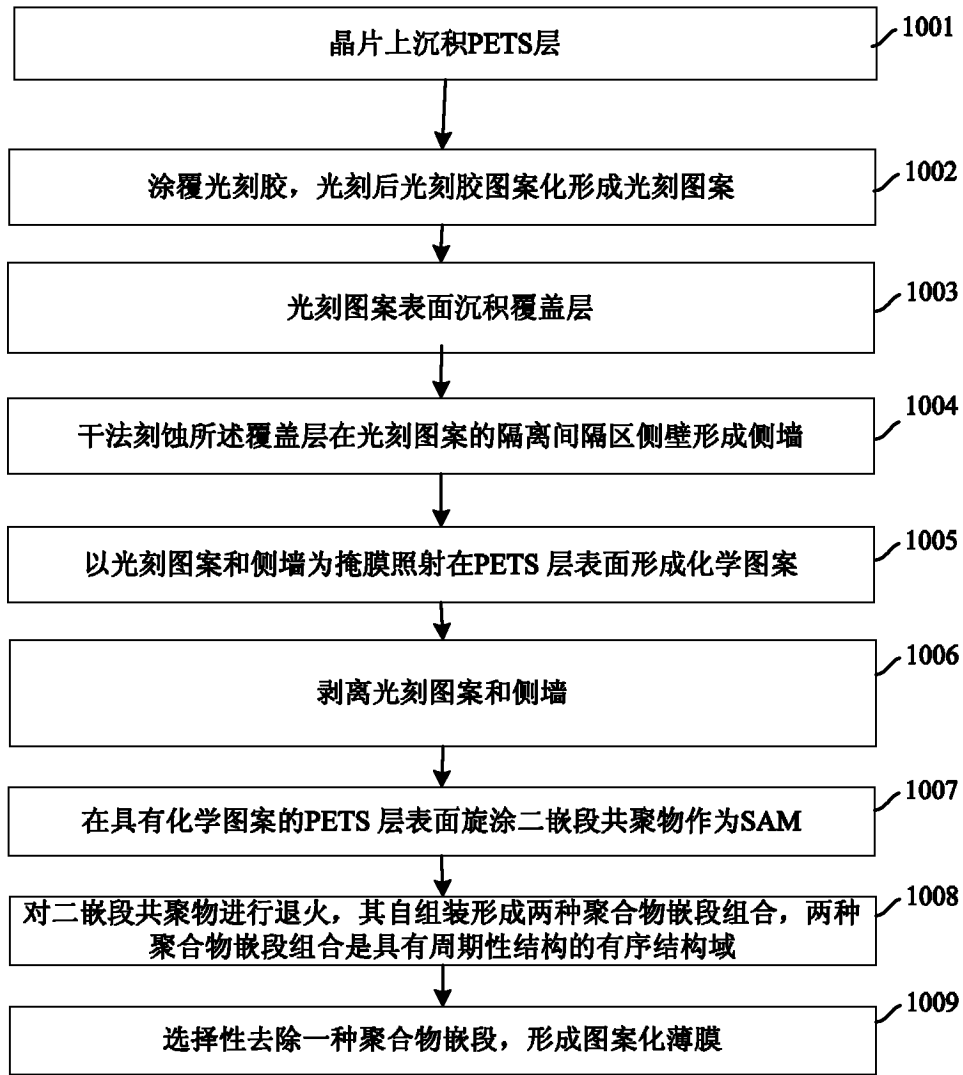 晶片上沉积PETS层
1001
涂覆光刻胶，光刻后光刻胶图案化形成光刻图案
1002
光刻图案表面沉积覆盖层
1003
干法刻蚀所述覆盖层在光刻图案的隔离间隔区侧壁形成侧墙
1004
以光刻图案和侧墙为掩膜照射在PETS 层表面形成化学图案
1005
剥离光刻图案和侧墙
1006
在具有化学图案的PETS 层表面旋涂二嵌段共聚物作为SAM
1007
对二嵌段共聚物进行退火，其自组装形成两种聚合物嵌段组合，两种
聚合物嵌段组合是具有周期性结构的有序结构域
1008
选择性去除一种聚合物嵌段，形成图案化薄膜
1009